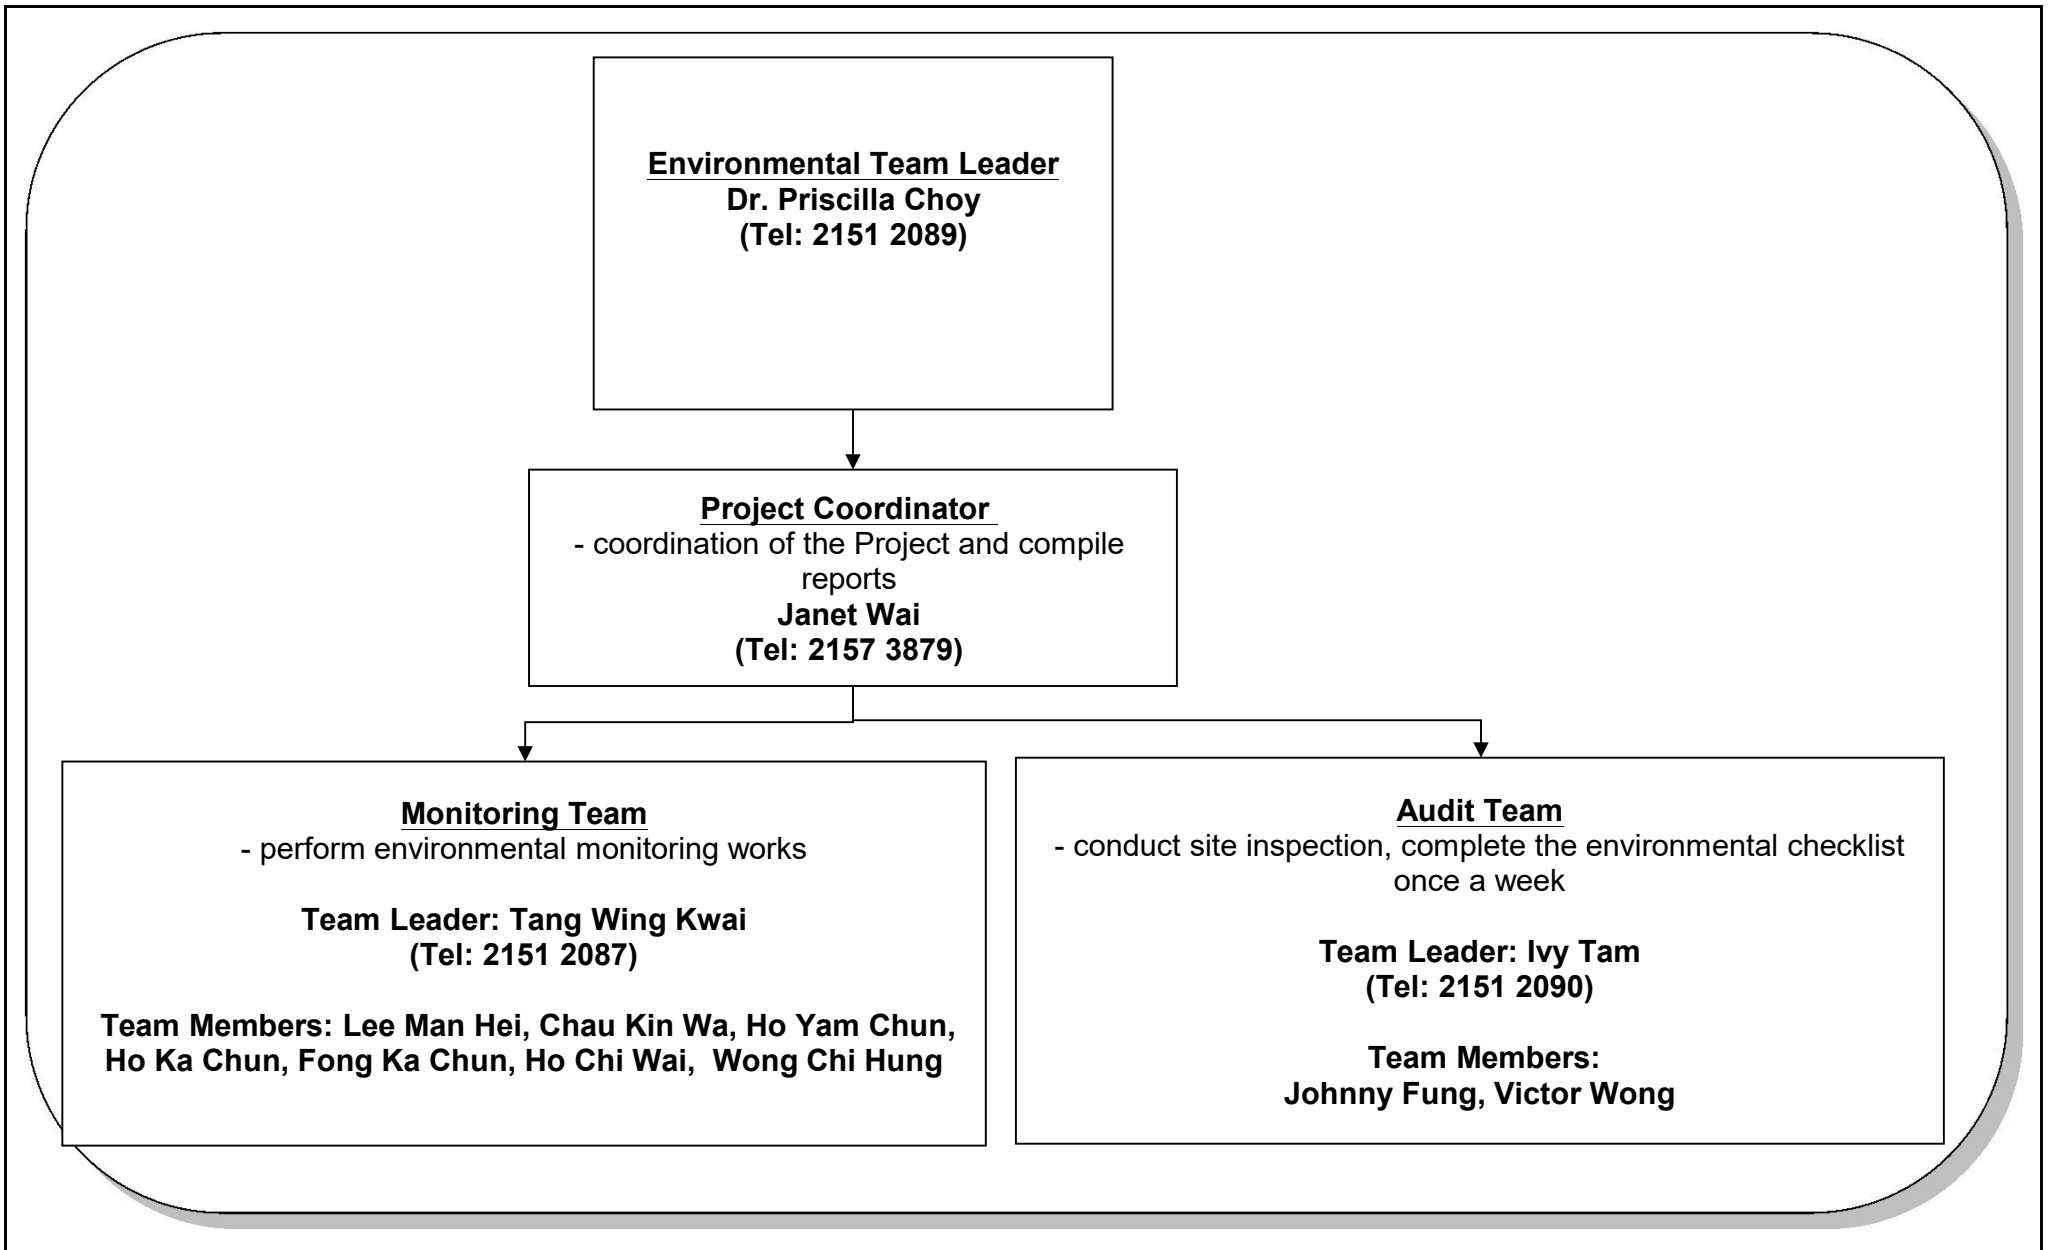 Environmental Team Leader
Dr. Priscilla Choy
(Tel: 2151 2089)
Project Coordinator
- coordination of the Project and compile
reports
Janet Wai
(Tel: 2157 3879)
Monitoring Team
- perform environmental monitoring works
Team Leader: Tang Wing Kwai
(Tel: 2151 2087)
Team Members: Lee Man Hei, Chau Kin Wa, Ho Yam Chun,
Ho Ka Chun, Fong Ka Chun, Ho Chi Wai,  Wong Chi Hung
Audit Team
- conduct site inspection, complete the environmental checklist
once a week
Team Leader: Ivy Tam
(Tel: 2151 2090)
Team Members:
Johnny Fung, Victor Wong